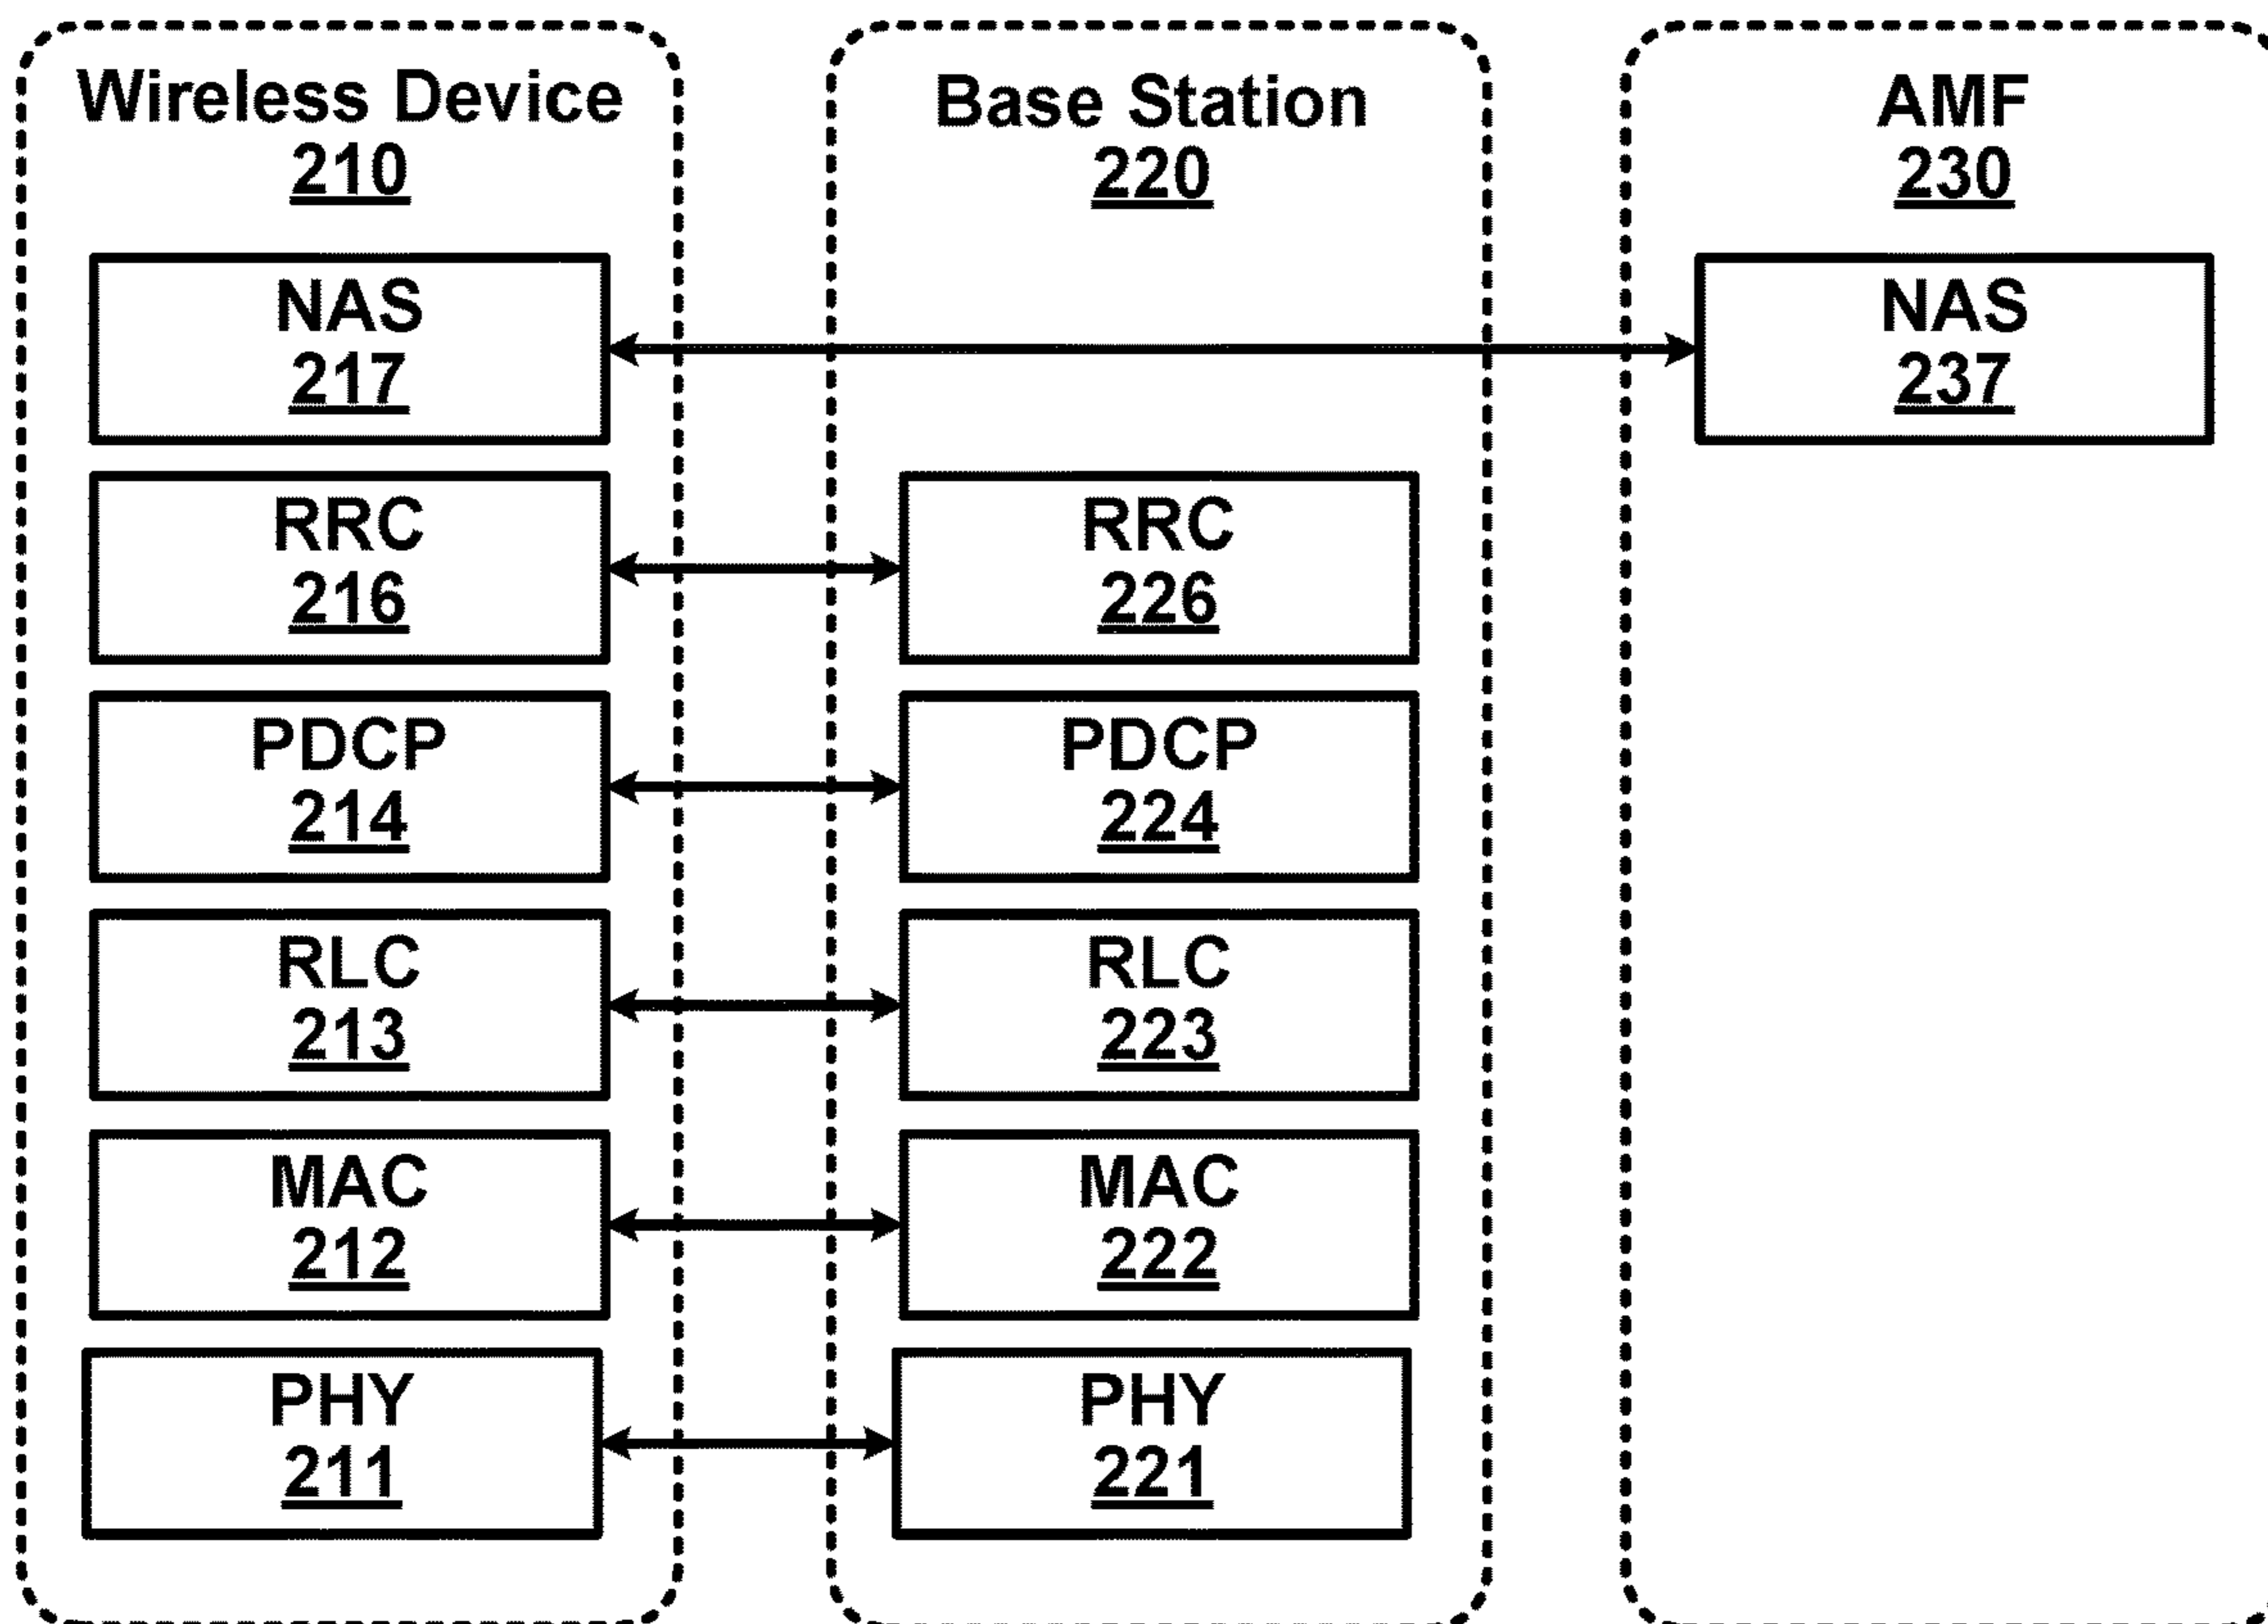 Wireless Device
210
Base Station
220
AMF
230
NAS
217
NAS
237
RRC
216
RRC
226
PDCP
214
PDCP
224
RLC
213
RLC
223
MAC
212
MAC
222
PHY
211
PHY
221